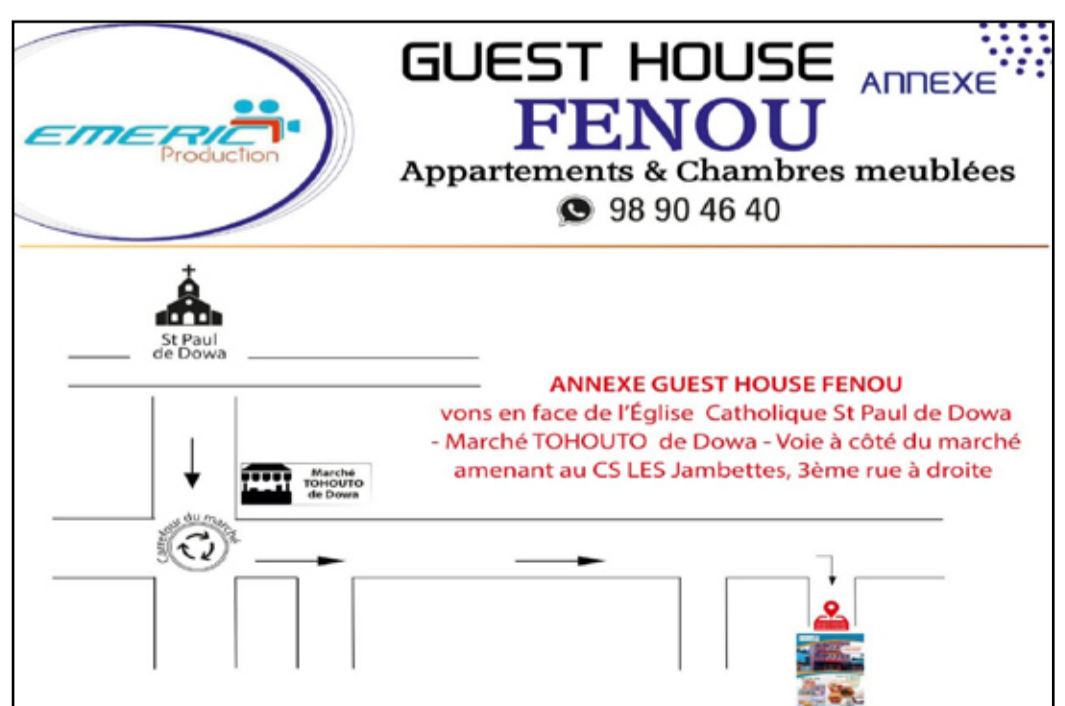 GUEST HOUSE
ANNEXE
FENOU
Appartements & Chambres meublées
98 90 46 40
EMERIC
Production
St Paul
de Dowa
ANNEXE GUEST HOUSE FENOU
vons en face de l'Église Catholique St Paul de Dowa
- Marché TOHOUTO de Dowa - Voie à côté du marché
amenant au CS LES Jambettes, 3ème rue à droite
Marché
TOHOUTO
de Dowa
Carrefour du marché